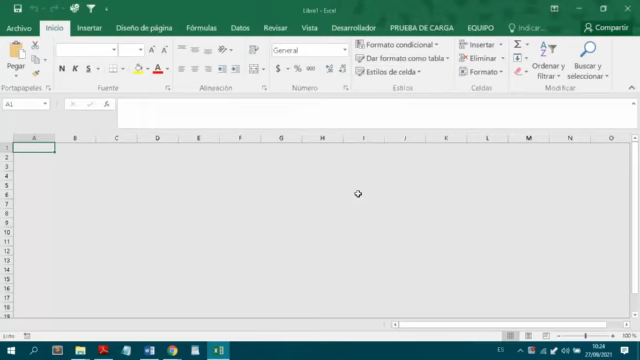 Libro1 - Excel
Archivo Inicio Insertar Diseño de página Fórmulas Datos Revisar Vista Desarrollador PRUEBA DE CARGA EQUIPO Indicar... Compartir
Pegar
N K S
General
$ % 000
Formato condicional
Dar formato como tabla
Estilos de celda
Insertar
Eliminar
Formato
Σ
Ordenar y filtrar
Buscar y seleccionar
Portapapeles Fuente Alineación Número Estilos Celdas Modificar
A1
A B C D E F G H I J K L M N O
1
2
3
4
5
6
7
8
9
10
11
12
13
14
15
16
17
18
19
Listo
100 %
ES
10:24
27/09/2021